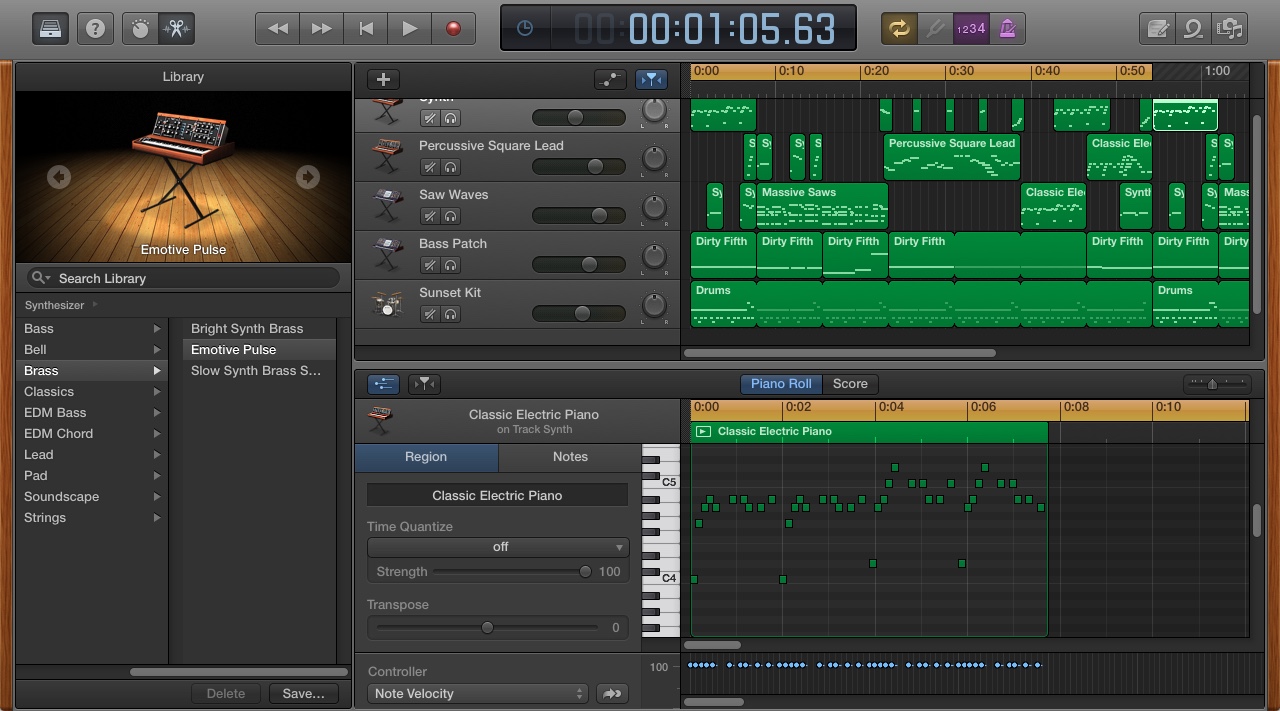 ?
00:00:01:05.63
1234
Library
Emotive Pulse
Search Library
Synthesizer
Bass
Bell
Brass
Classics
EDM Bass
EDM Chord
Lead
Pad
Soundscape
Strings
Bright Synth Brass
Emotive Pulse
Slow Synth Brass S...
Delete
Save...
0:00 0:10 0:20 0:30 0:40 0:50 1:00
Synth
L R
Percussive Square Lead
L R
S Sy Sy S Percussive Square Lead Classic Ele S Sy
Saw Waves
L R
Sy Sy Massive Saws Classic Ele Synth Sy Sy Mass
Bass Patch
L R
Dirty Fifth Dirty Fifth Dirty Fifth Dirty Fifth Dirty Fifth Dirty Fifth Dirty
Sunset Kit
L R
Drums Drums
Piano Roll Score
Classic Electric Piano
on Track Synth
0:00 0:02 0:04 0:06 0:08 0:10
Classic Electric Piano
Region Notes
Classic Electric Piano
Time Quantize
off
Strength 100
Transpose
0
C5
C4
Controller
Note Velocity
100